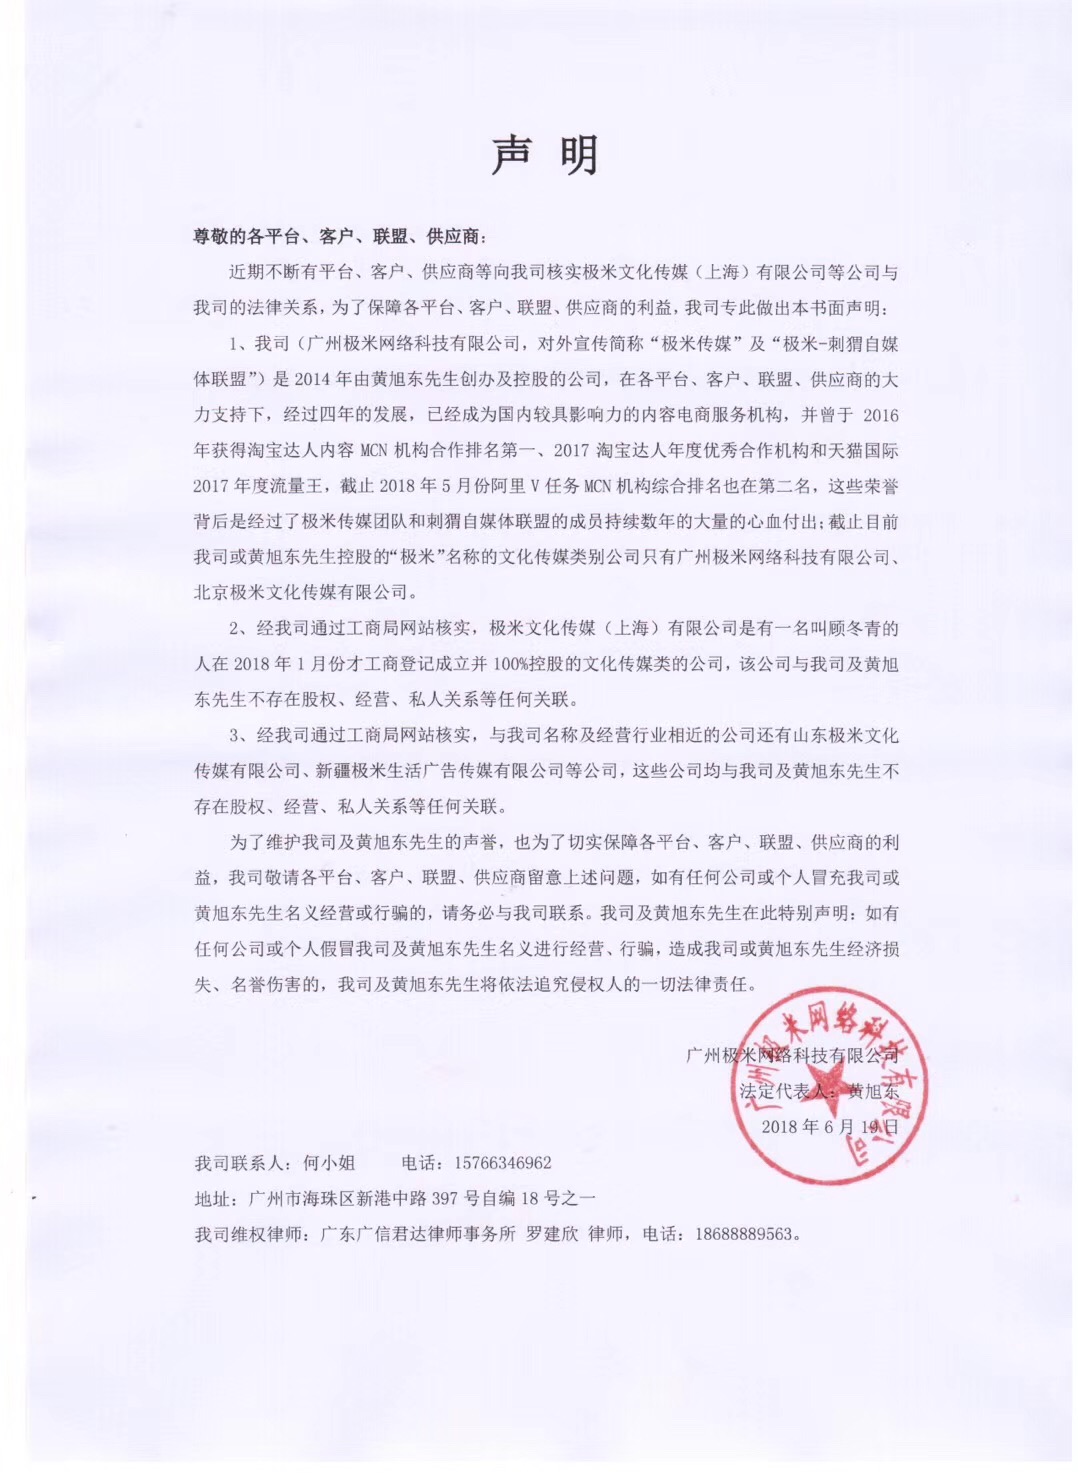 声 明
尊敬的各平台、客户、联盟、供应商：
近期不断有平台、客户、供应商等向我司核实极米文化传媒（上海）有限公司等公司与
我司的法律关系，为了保障各平台、客户、联盟、供应商的利益，我司专此做出本书面声明：
1、我司（广州极米网络科技有限公司，对外宣传简称“极米传媒”及“极米-刺猬自媒
体联盟”）是 2014 年由黄旭东先生创办及控股的公司，在各平台、客户、联盟、供应商的大
力支持下，经过四年的发展，已经成为国内较具影响力的内容电商服务机构，并曾于 2016
年获得淘宝达人内容 MCN 机构合作排名第一、2017 淘宝达人年度优秀合作机构和天猫国际
2017 年度流量王，截止 2018 年 5 月份阿里 V 任务 MCN 机构综合排名也在第二名，这些荣誉
背后是经过了极米传媒团队和刺猬自媒体联盟的成员持续数年的大量的心血付出；截止目前
我司或黄旭东先生控股的“极米”名称的文化传媒类别公司只有广州极米网络科技有限公司、
北京极米文化传媒有限公司。
2、经我司通过工商局网站核实，极米文化传媒（上海）有限公司是有一名叫顾冬青的
人在 2018 年 1 月份才工商登记成立并 100%控股的文化传媒类的公司，该公司与我司及黄旭
东先生不存在股权、经营、私人关系等任何关联。
3、经我司通过工商局网站核实，与我司名称及经营行业相近的公司还有山东极米文化
传媒有限公司、新疆极米生活广告传媒有限公司等公司，这些公司均与我司及黄旭东先生不
存在股权、经营、私人关系等任何关联。
为了维护我司及黄旭东先生的声誉，也为了切实保障各平台、客户、联盟、供应商的利
益，我司敬请各平台、客户、联盟、供应商留意上述问题，如有任何公司或个人冒充我司或
黄旭东先生名义经营或行骗的，请务必与我司联系。我司及黄旭东先生在此特别声明：如有
任何公司或个人假冒我司及黄旭东先生名义进行经营、行骗，造成我司或黄旭东先生经济损
失、名誉伤害的，我司及黄旭东先生将依法追究侵权人的一切法律责任。
广州极米网络科技有限公司
法定代表人：黄旭东
2018 年 6 月 19 日
广州极米网络科技有限公司
我司联系人：何小姐 电话：15766346962
地址：广州市海珠区新港中路 397 号自编 18 号之一
我司维权律师：广东广信君达律师事务所 罗建欣 律师，电话：18688889563。